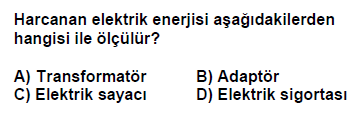 Harcanan elektrik enerjisi aşağıdakilerden
hangisi ile ölçülür?
A) Transformatör B) Adaptör
C) Elektrik sayacı D) Elektrik sigortası